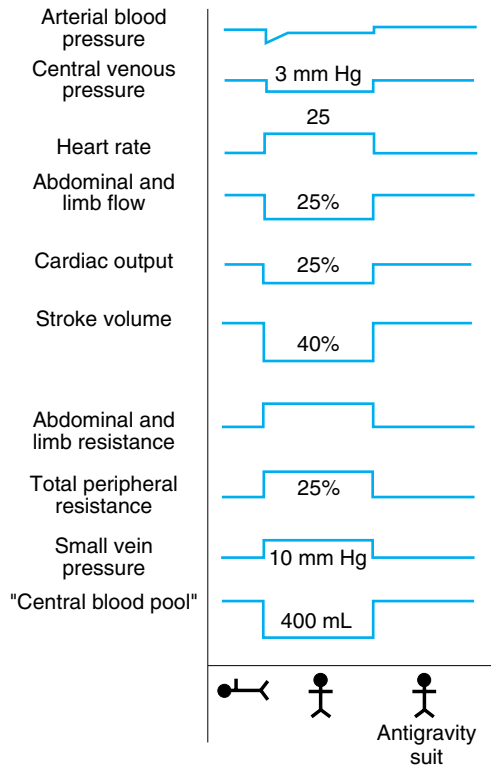 Arterial blood
pressure
Central venous
pressure
3 mm Hg
25
Heart rate
Abdominal and
limb flow
25%
Cardiac output
25%
Stroke volume
40%
Abdominal and
limb resistance
Total peripheral
resistance
25%
Small vein
pressure
10 mm Hg
"Central blood pool"
400 mL
Antigravity
suit